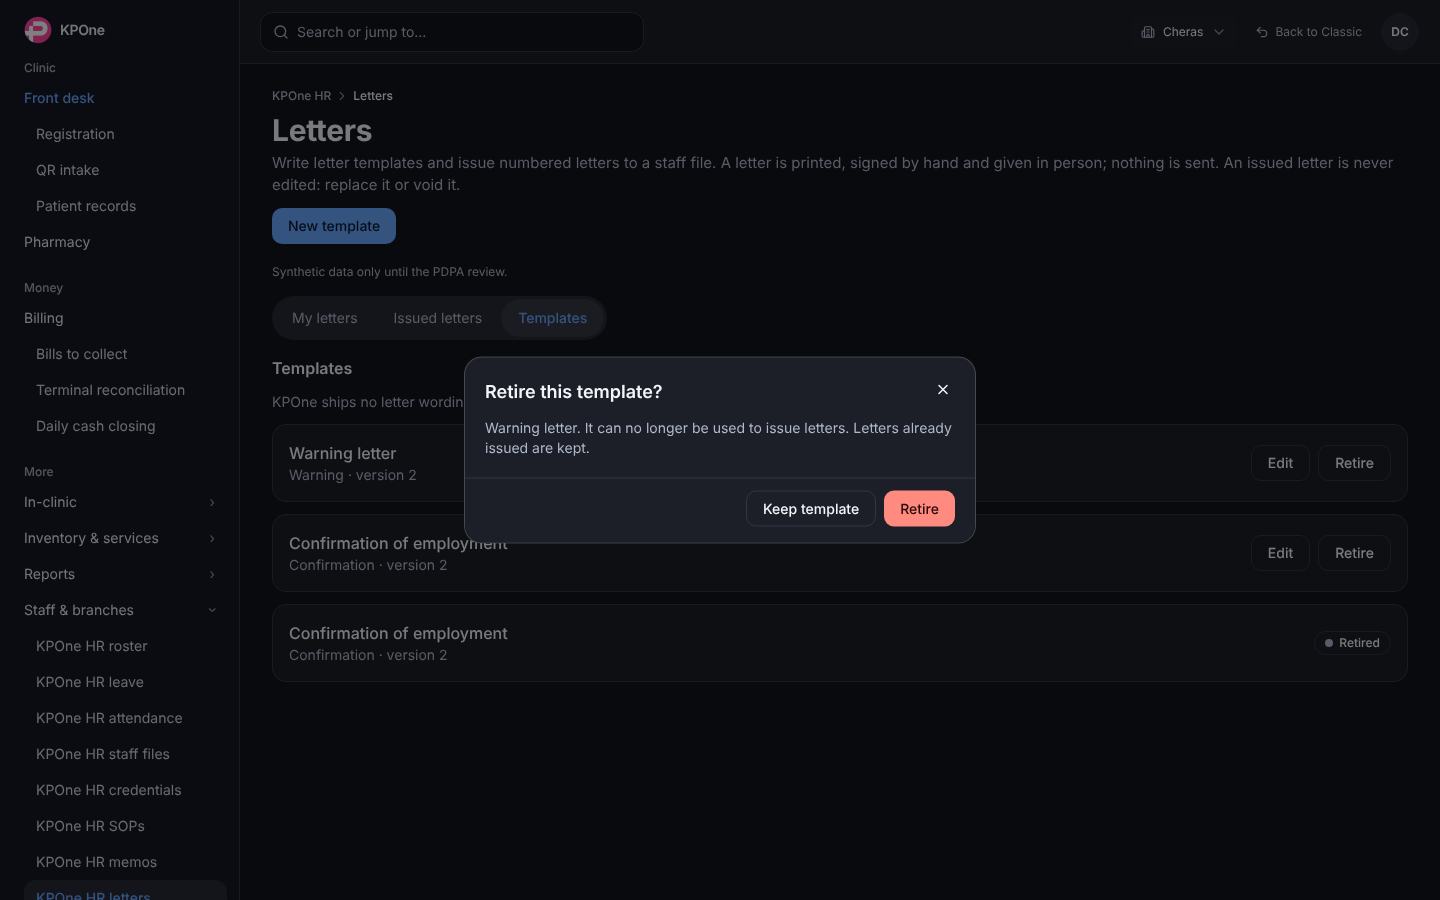 KPOne
Clinic
Front desk
Registration
QR intake
Patient records
Pharmacy
Money
Billing
Bills to collect
Terminal reconciliation
Daily cash closing
More
In-clinic
Inventory & services
Reports
Staff & branches
KPOne HR roster
KPOne HR leave
KPOne HR attendance
KPOne HR staff files
KPOne HR credentials
KPOne HR SOPs
KPOne HR memos
KPOne HR letters
Search or jump to...
Cheras
Back to Classic
DC
KPOne HR > Letters
Letters
Write letter templates and issue numbered letters to a staff file. A letter is printed, signed by hand and given in person; nothing is sent. An issued letter is never
edited: replace it or void it.
New template
Synthetic data only until the PDPA review.
My letters
Issued letters
Templates
Templates
KPOne ships no letter
Warning letter
Warning · version 2
Edit
Retire
Confirmation of employment
Confirmation · version 2
Edit
Retire
Confirmation of employment
Confirmation · version 2
Retired
Retire this template?
Warning letter. It can no longer be used to issue letters. Letters already
issued are kept.
Keep template
Retire